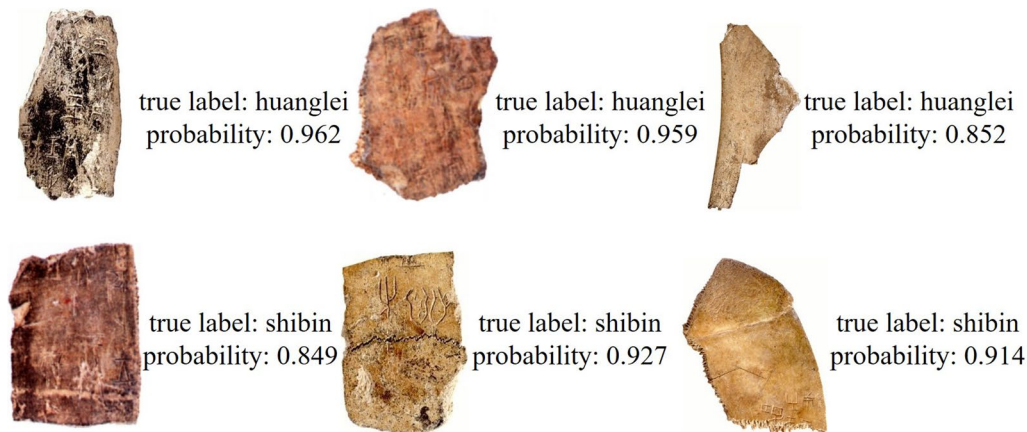 true label: huanglei
probability: 0.962
true label: huanglei
probability: 0.959
true label: huanglei
probability: 0.852
true label: shibin
probability: 0.849
true label: shibin
probability: 0.927
true label: shibin
probability: 0.914